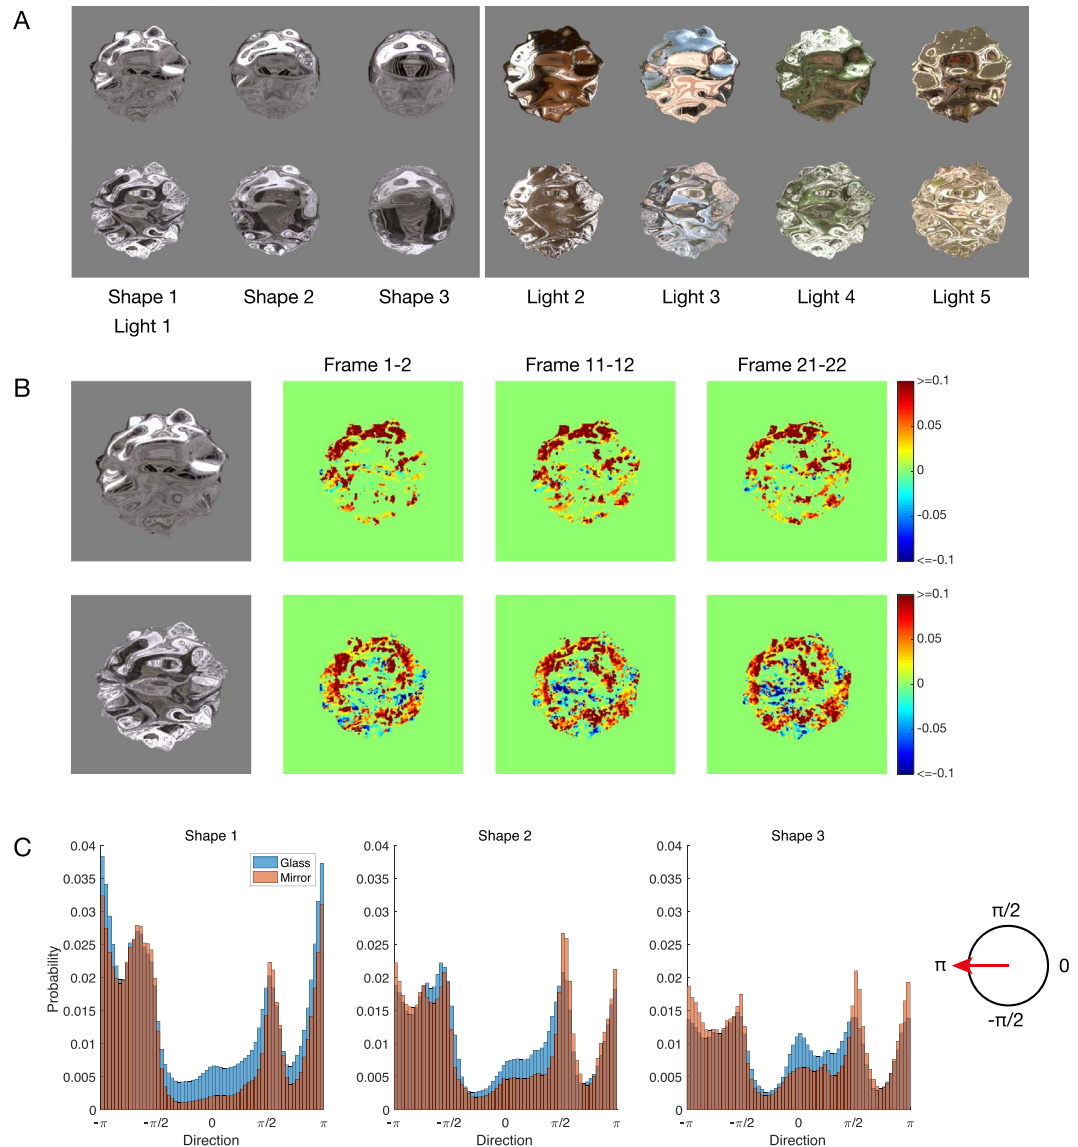 A
Shape 1 Shape 2 Shape 3 Light 2 Light 3 Light 4 Light 5
Light 1
B
Frame 1-2 Frame 11-12 Frame 21-22
>=0.1
0.05
0
-0.05
<=-0.1
>=0.1
0.05
0
-0.05
<=-0.1
C
Shape 1
0.04
0.035
0.03
0.025
0.02
0.015
0.01
0.005
0
Probability
Glass
Mirror
-π -π/2 0 π/2 π
Direction
Shape 2
0.04
0.035
0.03
0.025
0.02
0.015
0.01
0.005
0
-π -π/2 0 π/2 π
Direction
Shape 3
0.04
0.035
0.03
0.025
0.02
0.015
0.01
0.005
0
-π -π/2 0 π/2 π
Direction
π/2
π 0
-π/2